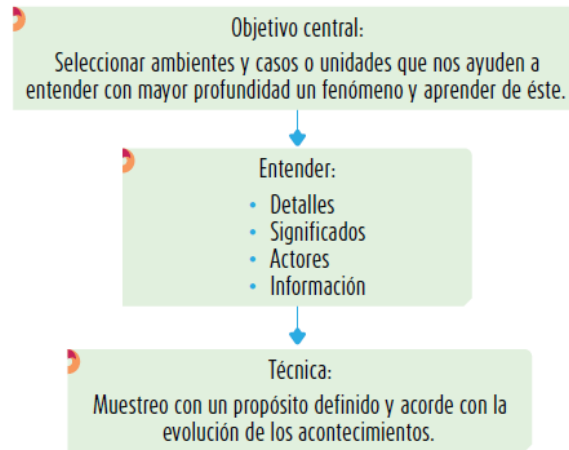 Objetivo central:
Seleccionar ambientes y casos o unidades que nos ayuden a
entender con mayor profundidad un fenómeno y aprender de éste.
Entender:
• Detalles
• Significados
• Actores
• Información
Técnica:
Muestreo con un propósito definido y acorde con la
evolución de los acontecimientos.